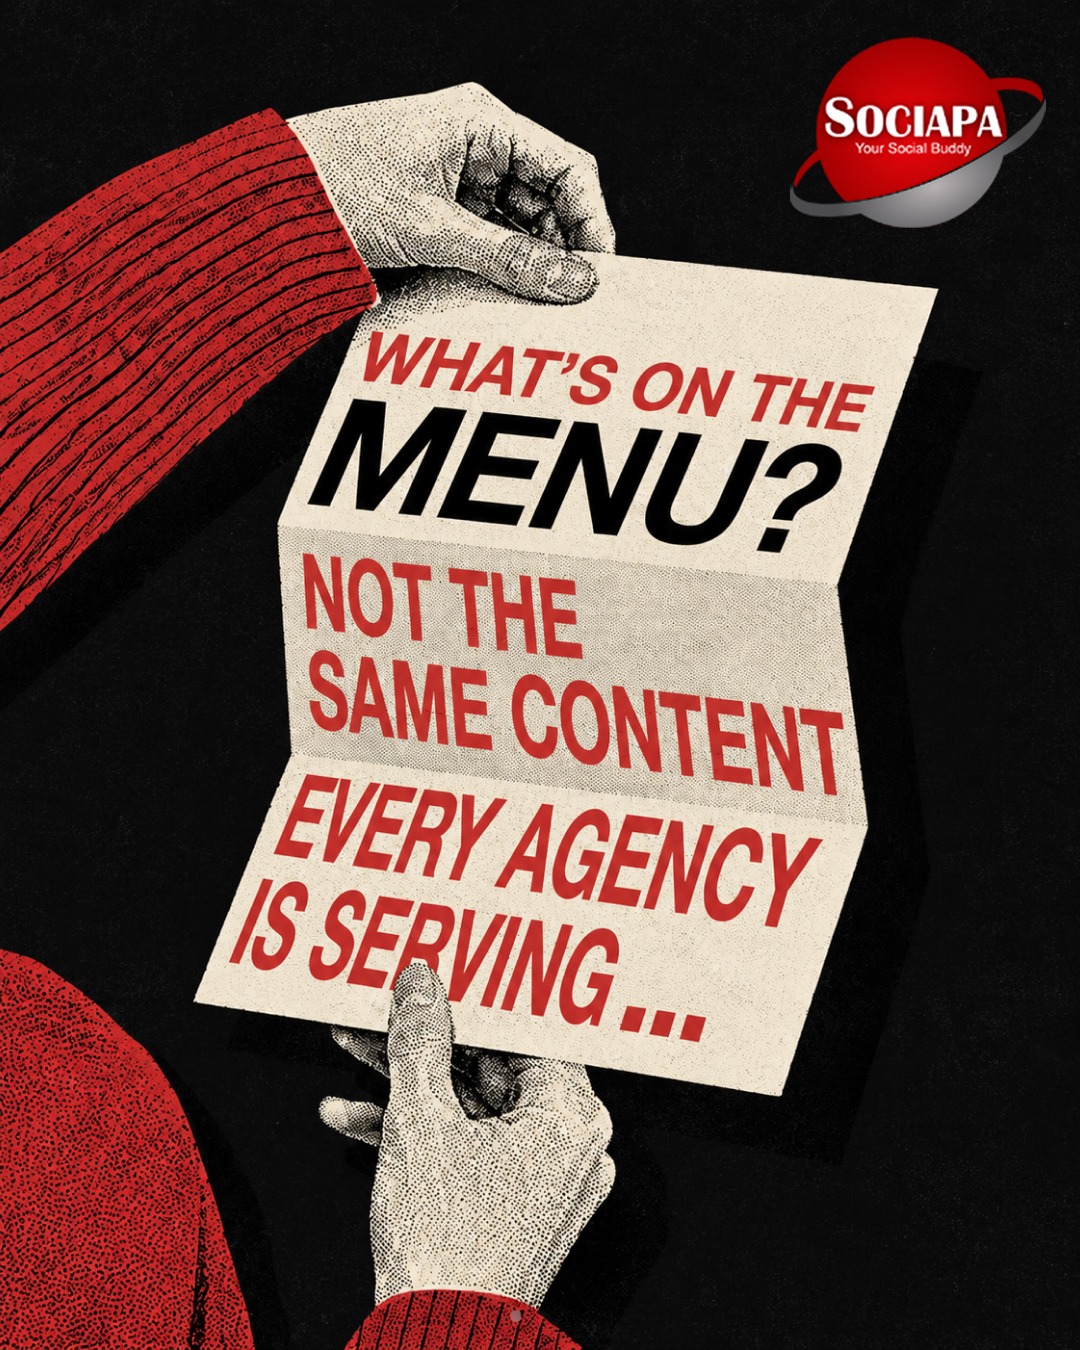 SOCIAPA
Your Social Buddy
WHAT'S ON THE
MENU?
NOT THE
SAME CONTENT
EVERY AGENCY
IS SERVING...